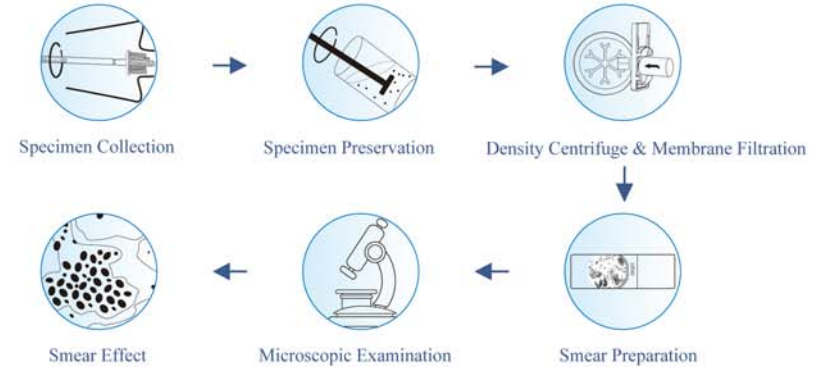 Specimen Collection
Specimen Preservation
Density Centrifuge & Membrane Filtration
Smear Preparation
Microscopic Examination
Smear Effect